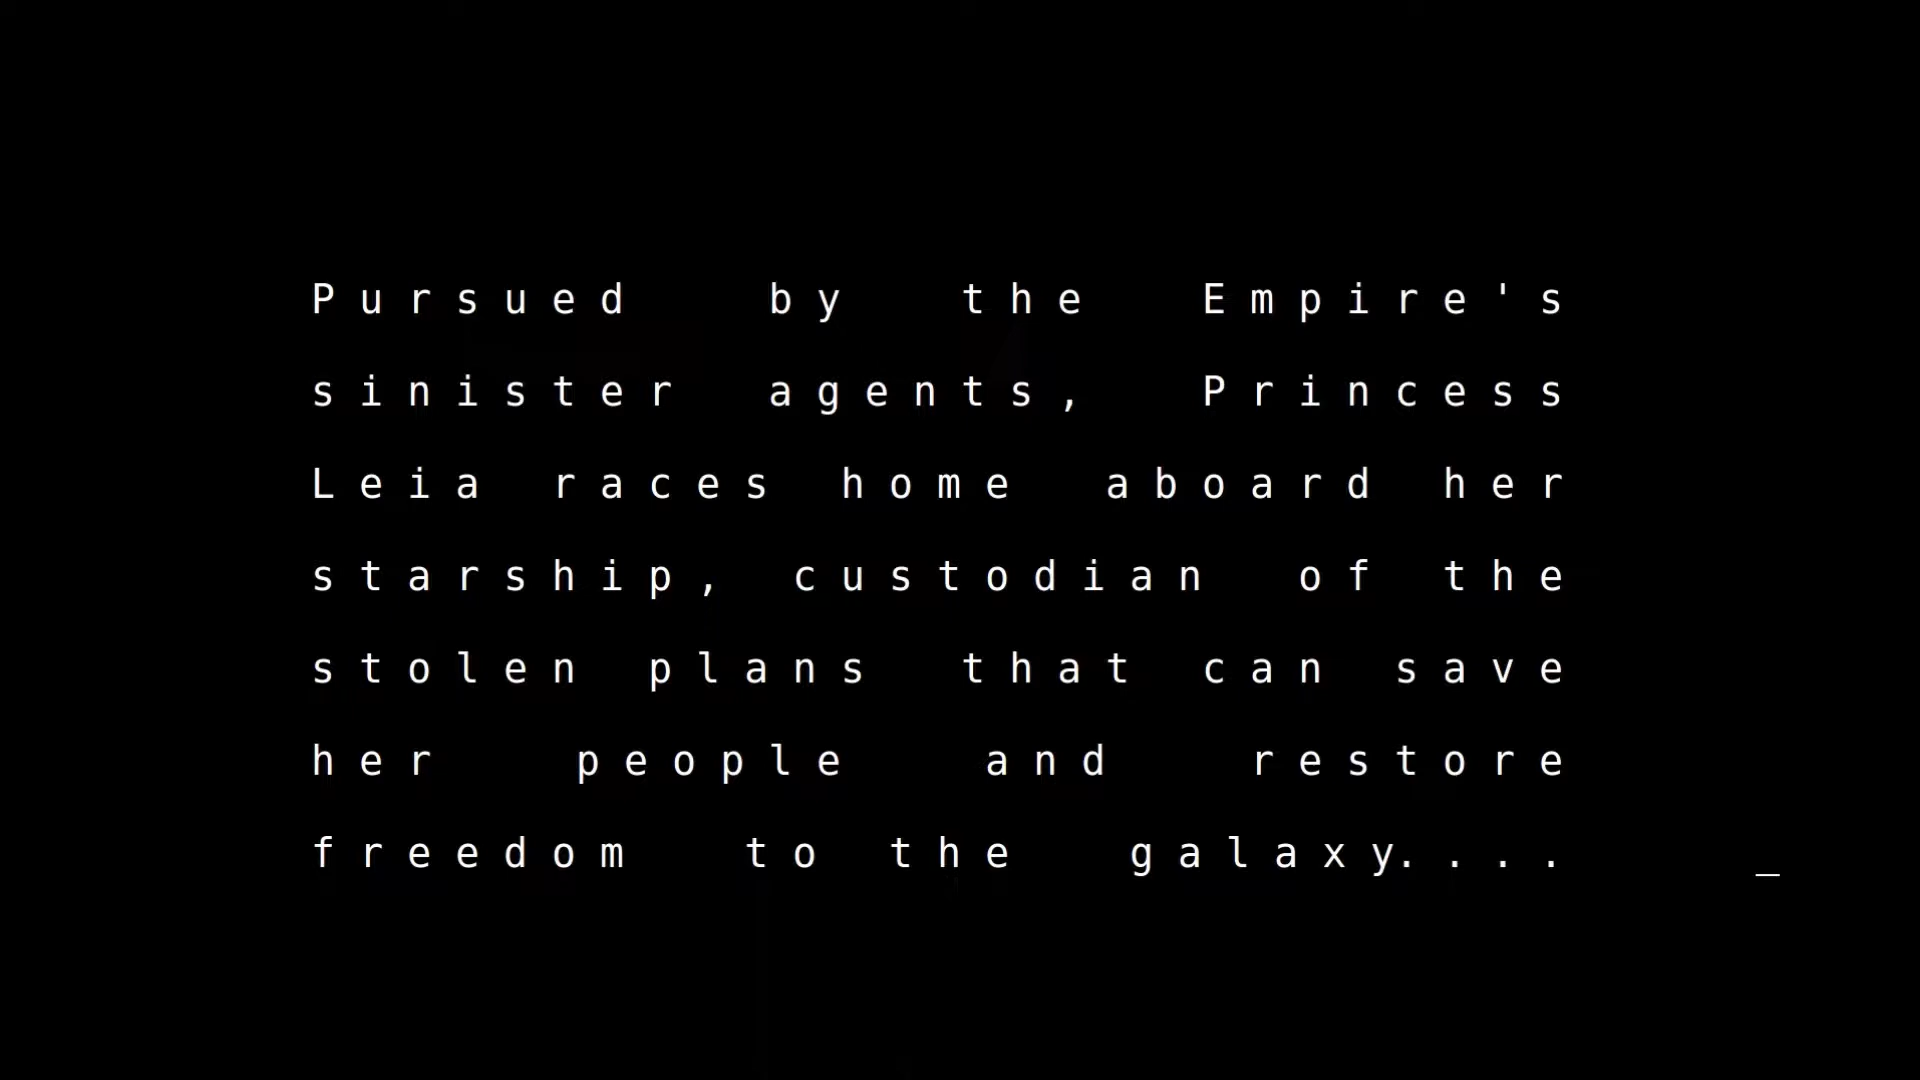 Pursued by the Empire's
sinister agents, Princess
Leia races home aboard her
starship, custodian of the
stolen plans that can save
her people and restore
freedom to the galaxy.... _